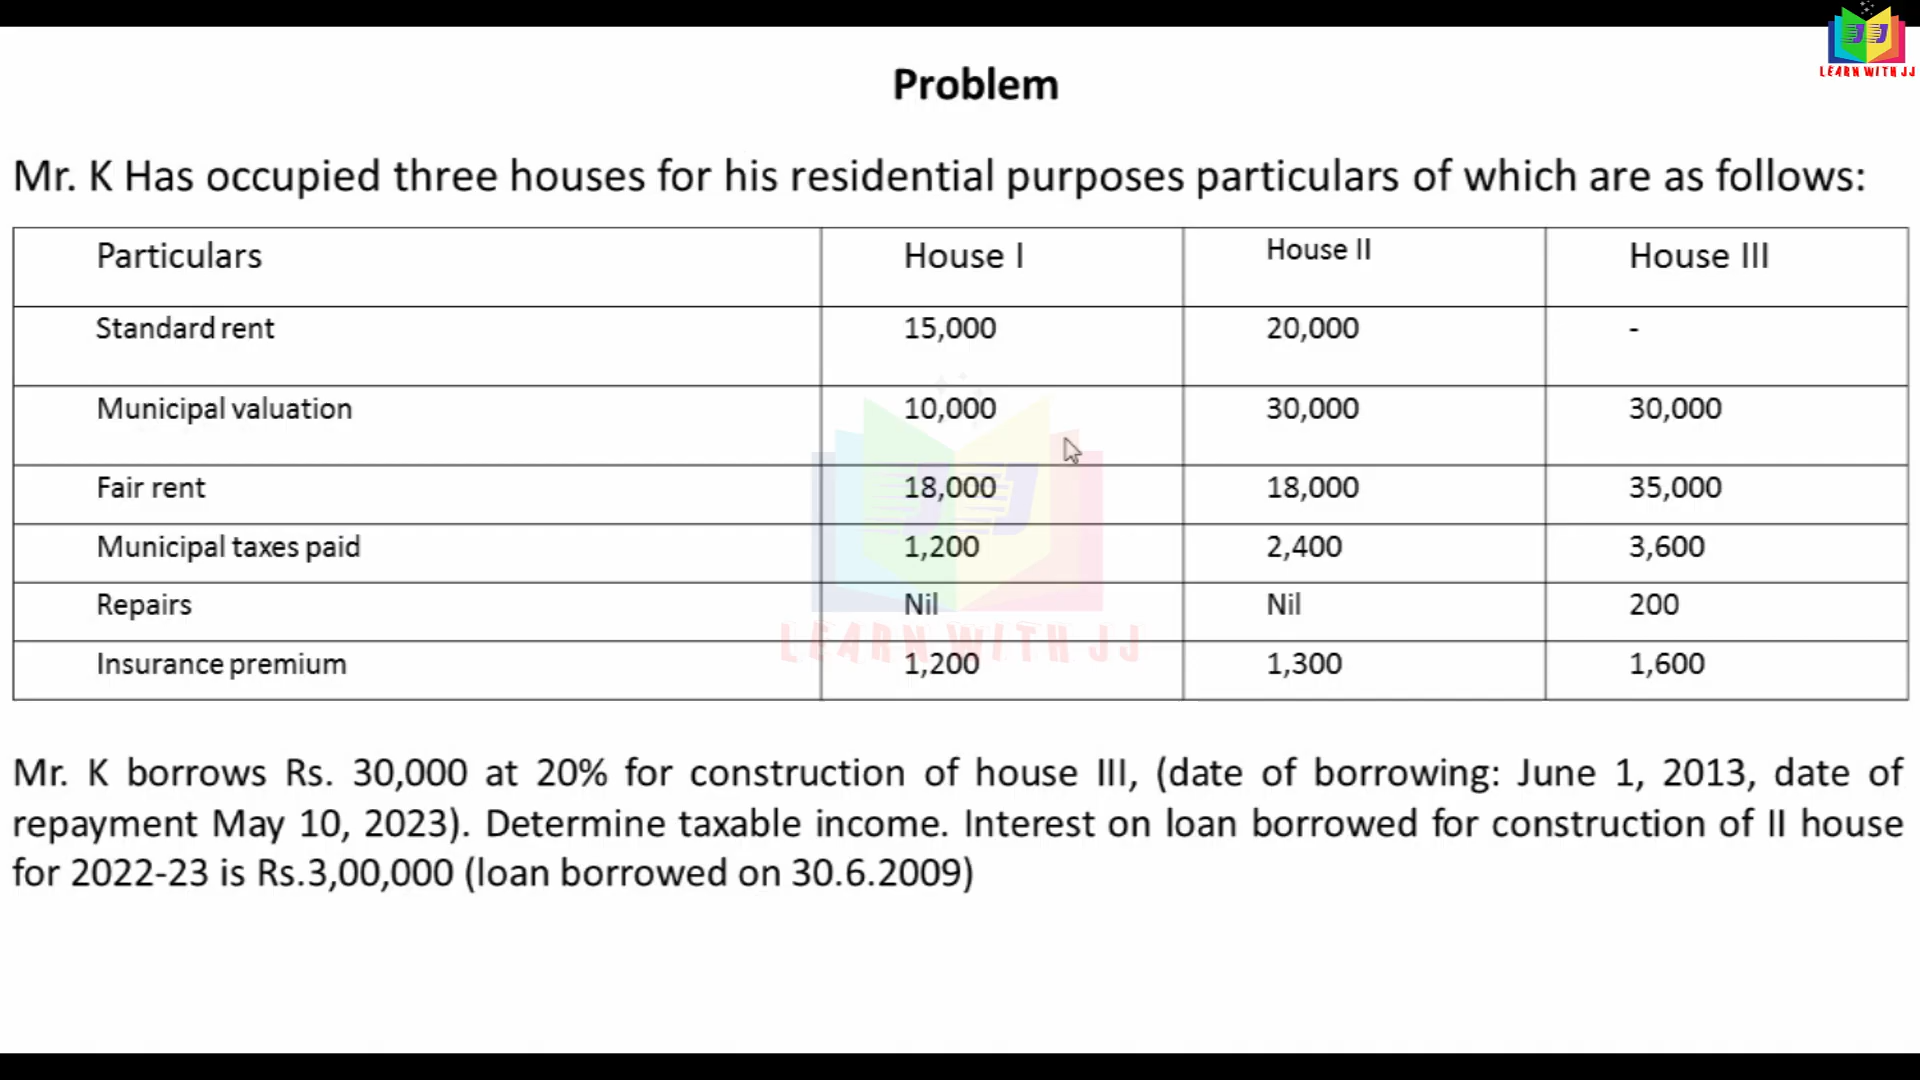 LEARN WITH JJ
Problem
Mr. K Has occupied three houses for his residential purposes particulars of which are as follows:
Particulars House I House II House III
Standard rent 15,000 20,000 -
Municipal valuation 10,000 30,000 30,000
Fair rent 18,000 18,000 35,000
Municipal taxes paid 1,200 2,400 3,600
Repairs Nil Nil 200
LEARN WITH JJ
Insurance premium 1,200 1,300 1,600
Mr. K borrows Rs. 30,000 at 20% for construction of house III, (date of borrowing: June 1, 2013, date of
repayment May 10, 2023). Determine taxable income. Interest on loan borrowed for construction of II house
for 2022-23 is Rs.3,00,000 (loan borrowed on 30.6.2009)